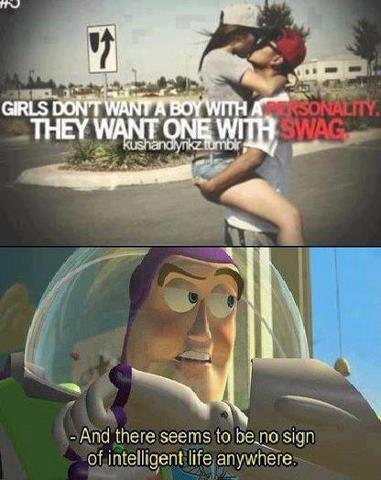 #5
GIRLS DON'T WANT A BOY WITH A PERSONALITY.
THEY WANT ONE WITH SWAG.
kushandlyrikz.tumblr
- And there seems to be no sign
of intelligent life anywhere.